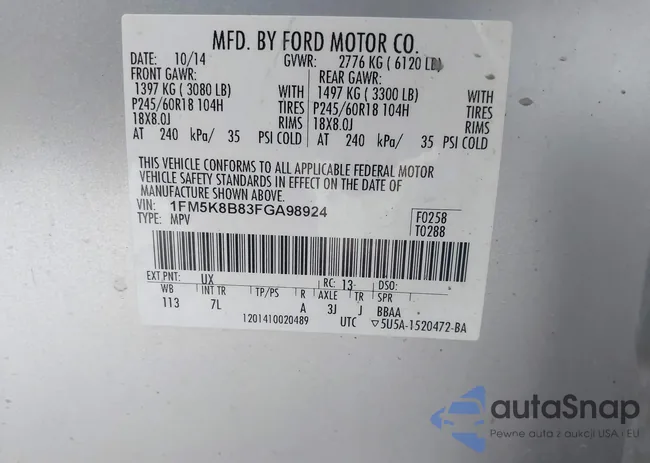 MFD. BY FORD MOTOR CO.
DATE: 10/14 GVWR: 2776 KG ( 6120 LB)
FRONT GAWR: REAR GAWR:
1397 KG ( 3080 LB) WITH 1497 KG ( 3300 LB) WITH
P245/60R18 104H TIRES P245/60R18 104H TIRES
18X8.0J RIMS 18X8.0J RIMS
AT 240 kPa/ 35 PSI COLD AT 240 kPa/ 35 PSI COLD
THIS VEHICLE CONFORMS TO ALL APPLICABLE FEDERAL MOTOR
VEHICLE SAFETY STANDARDS IN EFFECT ON THE DATE OF
MANUFACTURE SHOWN ABOVE.
VIN: 1FM5K8B83FGA98924 F0258
TYPE: MPV T0288
EXT PNT: UX RC: 13 DSO:
WB INT TR TP/PS R AXLE TR SPR
113 7L A 3J J BBAA
1201410020489 UTC ▽5U5A-1520472-BA
autaSnap
Pewne auta z aukcji USA i EU